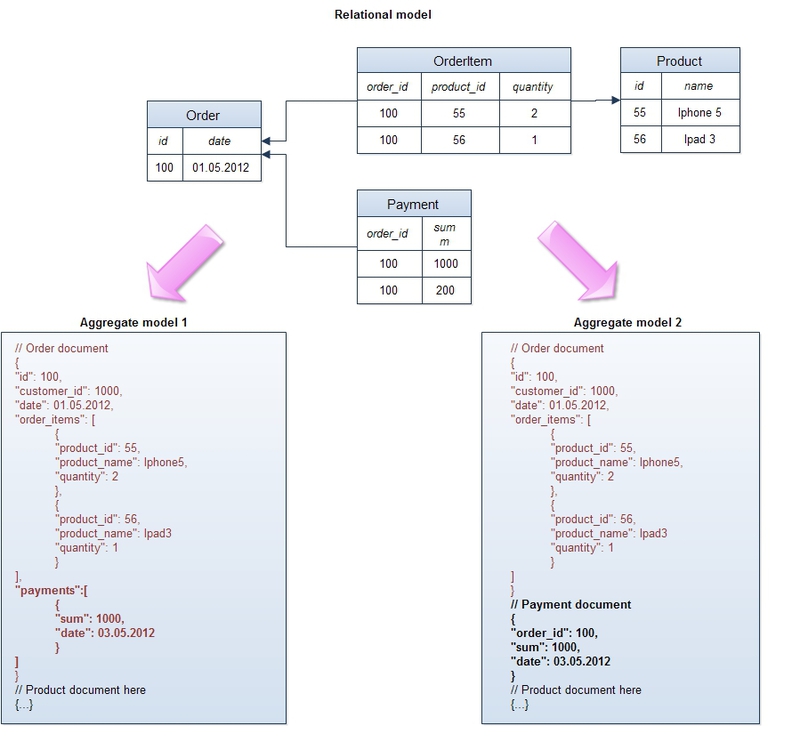 Relational model
OrderItem
order_id product_id quantity
100 55 2
100 56 1
Product
id name
55 Iphone 5
56 Ipad 3
Order
id date
100 01.05.2012
Payment
order_id sum
m
100 1000
100 200
Aggregate model 1
// Order document
{
"id": 100,
"customer_id": 1000,
"date": 01.05.2012,
"order_items": [
{
"product_id": 55,
"product_name": Iphone5,
"quantity": 2
},
{
"product_id": 56,
"product_name": Ipad3
"quantity": 1
}
],
"payments":[
{
"sum": 1000,
"date": 03.05.2012
}
]
}
// Product document here
{...}
Aggregate model 2
// Order document
{
"id": 100,
"customer_id": 1000,
"date": 01.05.2012,
"order_items": [
{
"product_id": 55,
"product_name": Iphone5,
"quantity": 2
},
{
"product_id": 56,
"product_name": Ipad3
"quantity": 1
}
]
}
// Payment document
{
"order_id": 100,
"sum": 1000,
"date": 03.05.2012
}
// Product document here
{...}